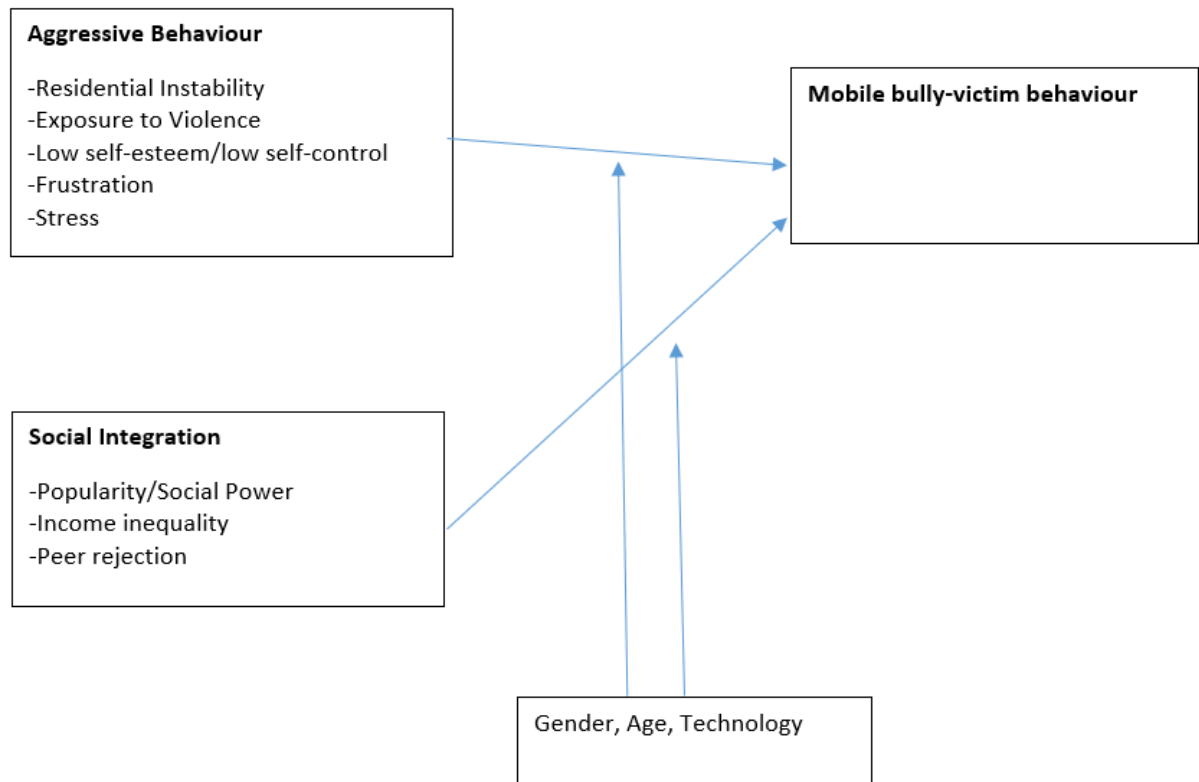 Aggressive Behaviour
-Residential Instability
-Exposure to Violence
-Low self-esteem/low self-control
-Frustration
-Stress
Mobile bully-victim behaviour
Social Integration
-Popularity/Social Power
-Income inequality
-Peer rejection
Gender, Age, Technology